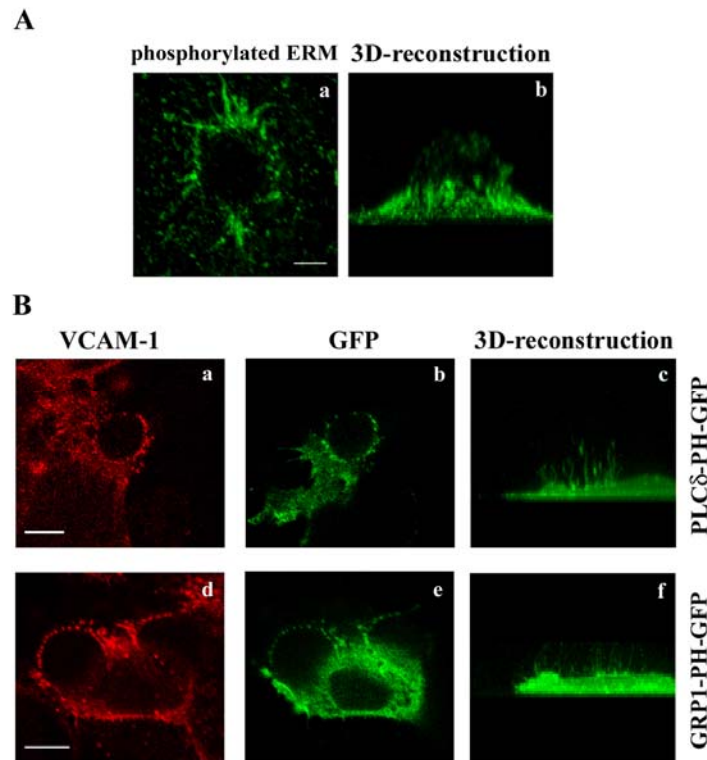 A
phosphorylated ERM 3D-reconstruction
a b
B
VCAM-1 GFP 3D-reconstruction
a b c
PLCδ-PH-GFP
d e f
GRP1-PH-GFP